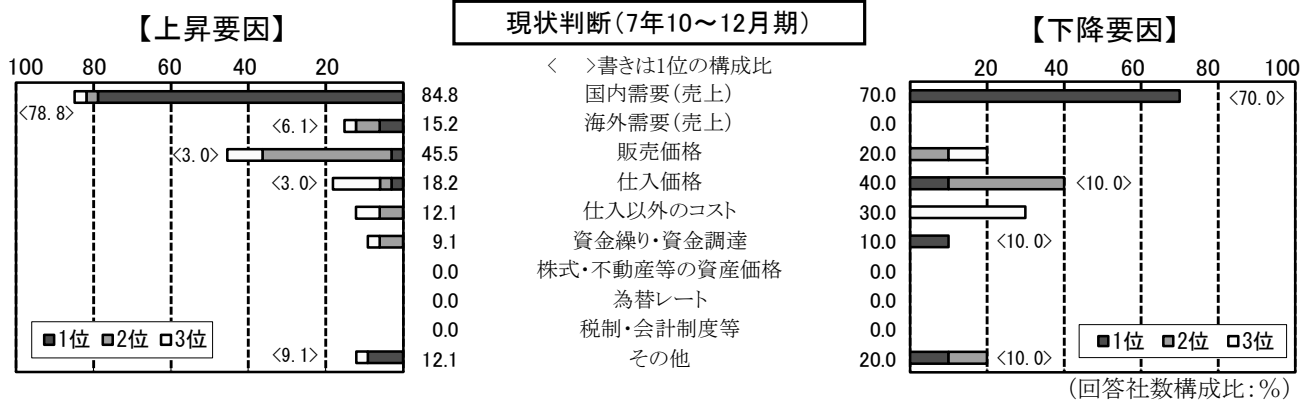 現状判断(7年10～12月期)
【上昇要因】
【下降要因】
< >書きは1位の構成比
100 80 60 40 20
20 40 60 80 100
<78.8> 84.8 国内需要(売上) 70.0 <70.0>
<6.1> 15.2 海外需要(売上) 0.0
<3.0> 45.5 販売価格 20.0
<3.0> 18.2 仕入価格 40.0 <10.0>
12.1 仕入以外のコスト 30.0
9.1 資金繰り・資金調達 10.0 <10.0>
0.0 株式・不動産等の資産価格 0.0
0.0 為替レート 0.0
0.0 税制・会計制度等 0.0
<9.1> 12.1 その他 20.0 <10.0>
■1位 ■2位 □3位
■1位 ■2位 □3位
(回答社数構成比:%)